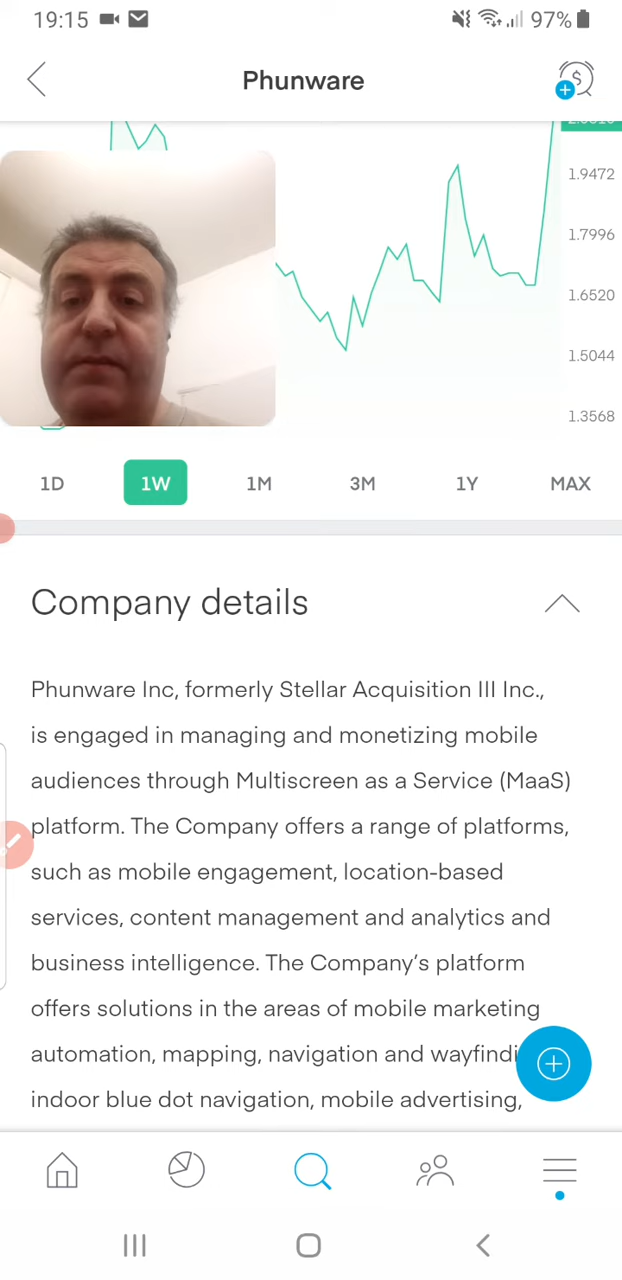 19:15
97%
Phunware
1.9472
1.7996
1.6520
1.5044
1.3568
1D 1W 1M 3M 1Y MAX
Company details
Phunware Inc, formerly Stellar Acquisition III Inc.,
is engaged in managing and monetizing mobile
audiences through Multiscreen as a Service (MaaS)
platform. The Company offers a range of platforms,
such as mobile engagement, location-based
services, content management and analytics and
business intelligence. The Company's platform
offers solutions in the areas of mobile marketing
automation, mapping, navigation and
indoor blue dot navigation, mobile advertising,